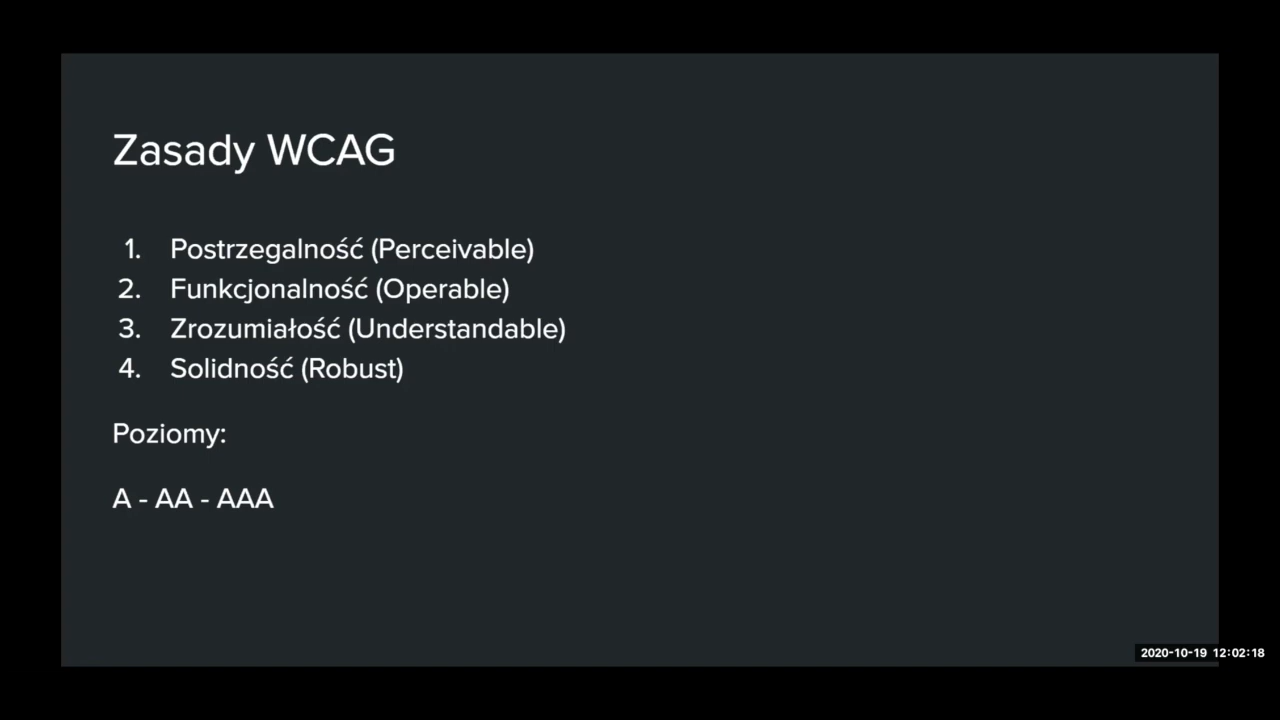 Zasady WCAG
1. Postrzegalność (Perceivable)
2. Funkcjonalność (Operable)
3. Zrozumiałość (Understandable)
4. Solidność (Robust)
Poziomy:
A - AA - AAA
2020-10-19 12:02:18